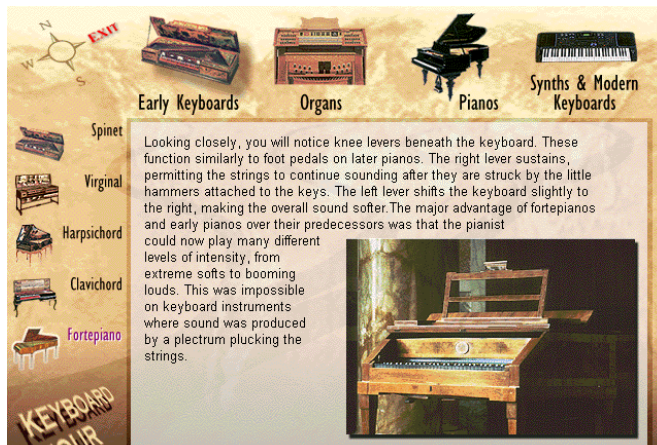 N
EXIT
W
S
Early Keyboards
Organs
Pianos
Synths & Modern
Keyboards
Spinet
Virginal
Harpsichord
Clavichord
Fortepiano
KEYBOARD
Looking closely, you will notice knee levers beneath the keyboard. These
function similarly to foot pedals on later pianos. The right lever sustains,
permitting the strings to continue sounding after they are struck by the little
hammers attached to the keys. The left lever shifts the keyboard slightly to
the right, making the overall sound softer.The major advantage of fortepianos
and early pianos over their predecessors was that the pianist
could now play many different
levels of intensity, from
extreme softs to booming
louds. This was impossible
on keyboard instruments
where sound was produced
by a plectrum plucking the
strings.